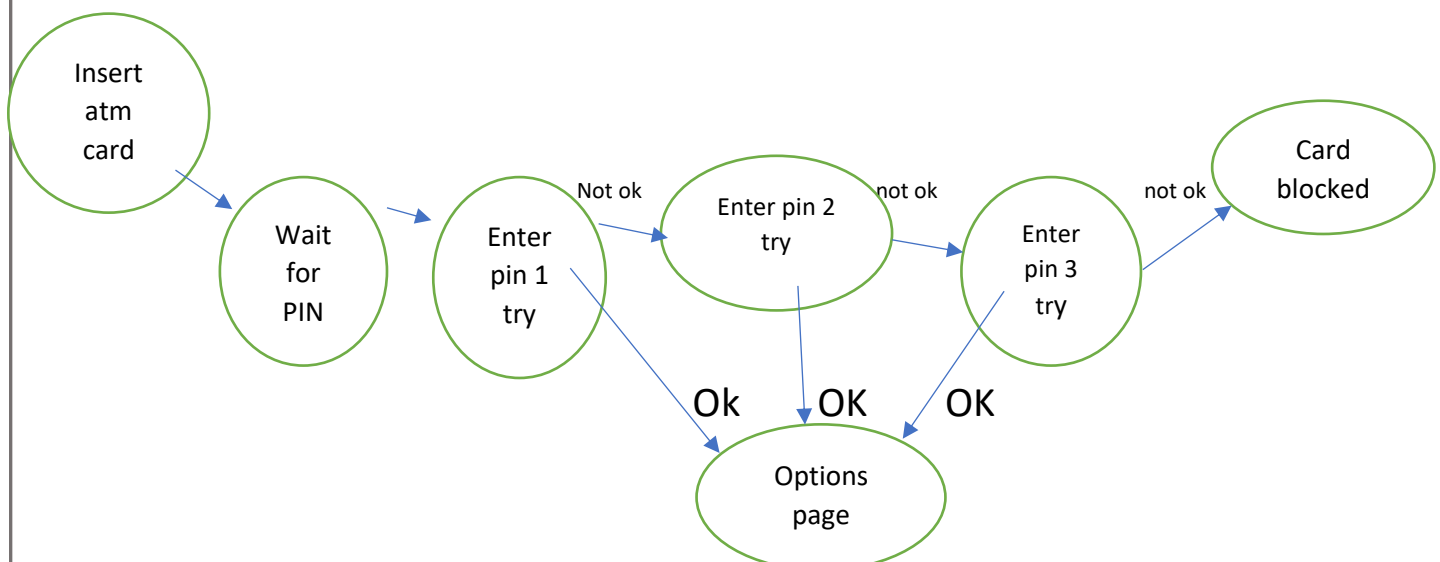 Insert
atm
card
Wait
for
PIN
Enter
pin 1
try
Not ok
Enter pin 2
try
not ok
Enter
pin 3
try
not ok
Card
blocked
Ok
OK
OK
Options
page